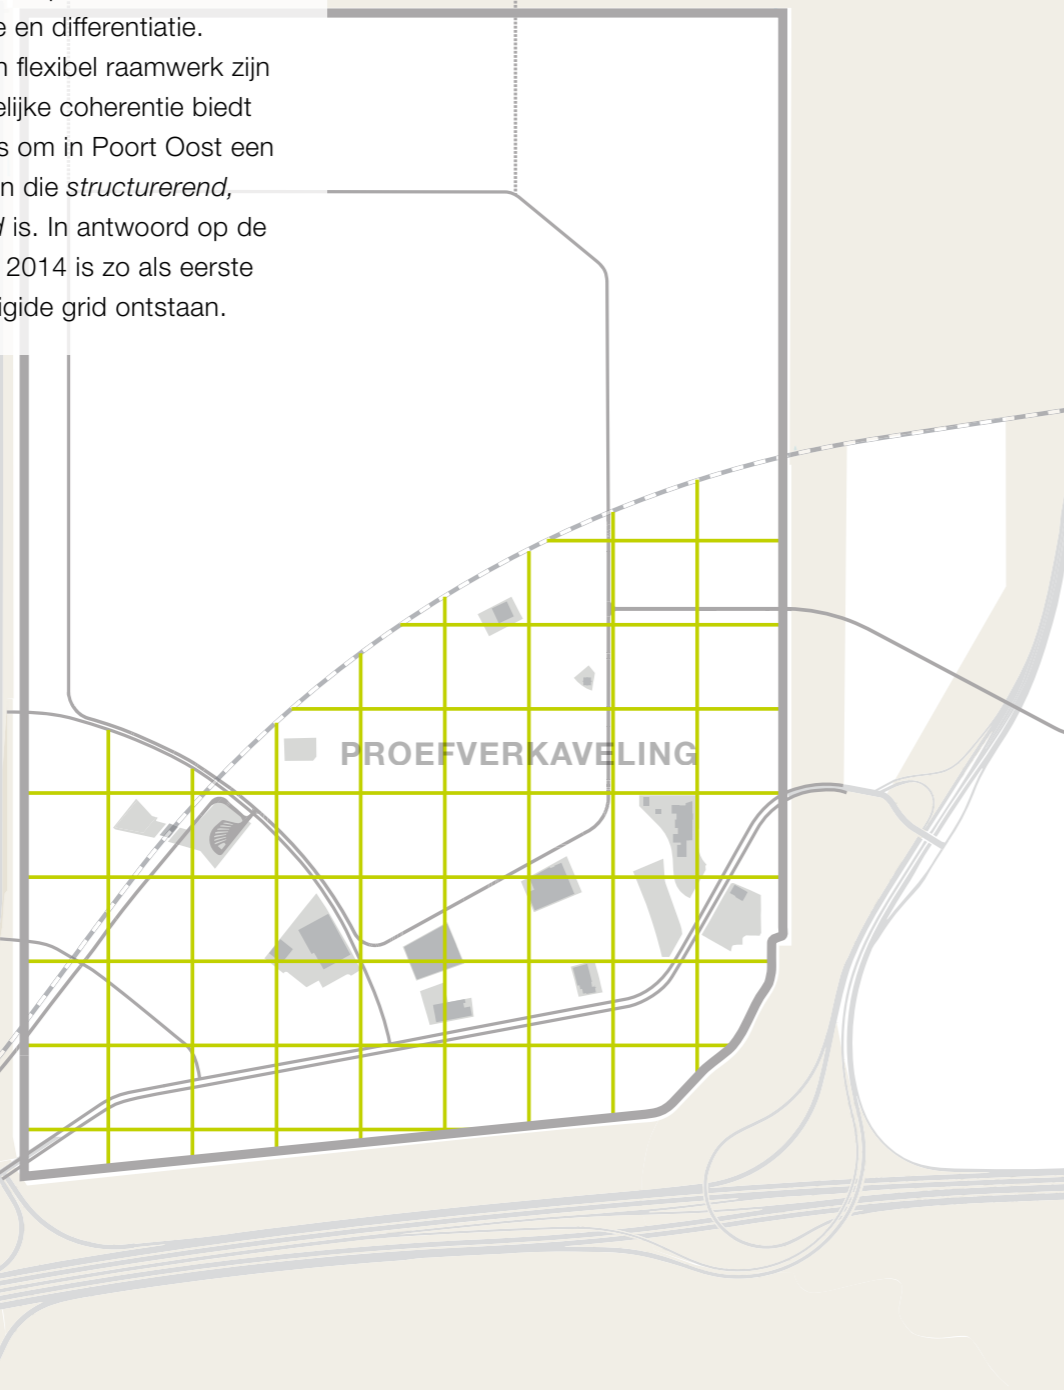 e en differentiatie.
n flexibel raamwerk zijn
elijke coherentie biedt
s om in Poort Oost een
n die structurerend,
d is. In antwoord op de
2014 is zo als eerste
igide grid ontstaan.
PROEFVERKAVELING